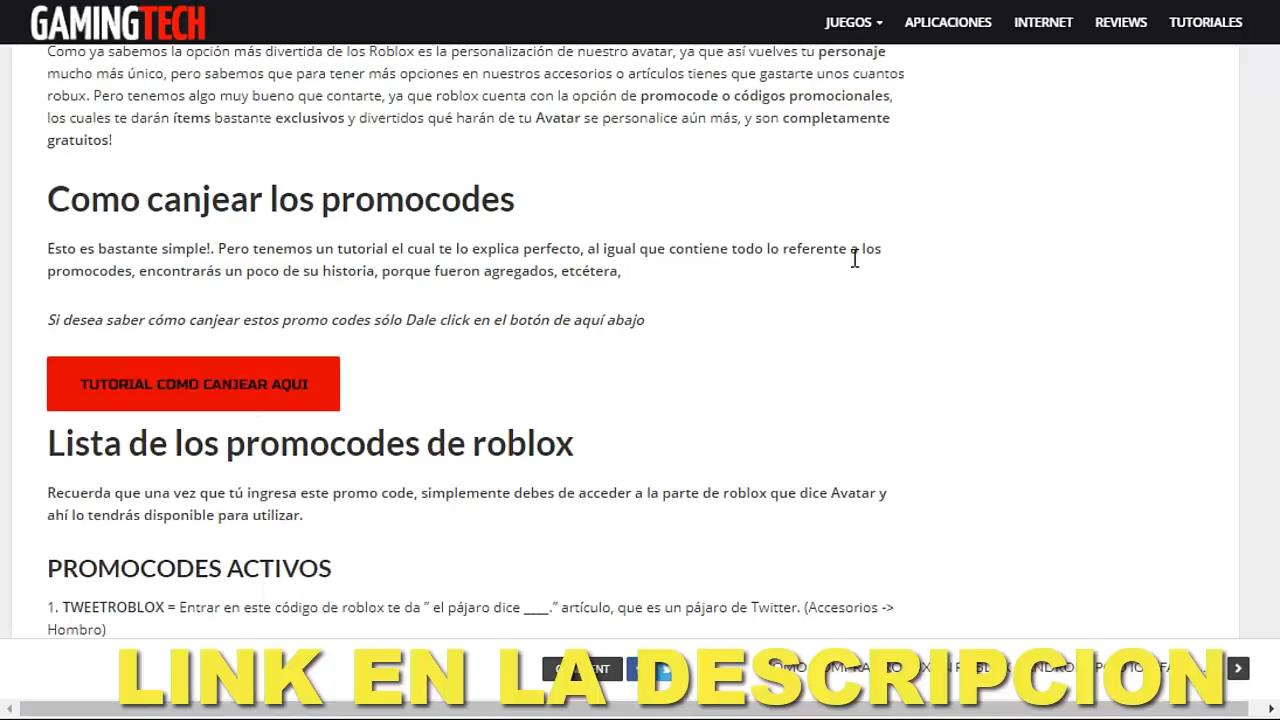 GAMINGTECH
JUEGOS APLICACIONES INTERNET REVIEWS TUTORIALES
Como ya sabemos la opción más divertida de los Roblox es la personalización de nuestro avatar, ya que así vuelves tu personaje
mucho más único, pero sabemos que para tener más opciones en nuestros accesorios o artículos tienes que gastarte unos cuantos
robux. Pero tenemos algo muy bueno que contarte, ya que roblox cuenta con la opción de promocode o códigos promocionales,
los cuales te darán ítems bastante exclusivos y divertidos qué harán de tu Avatar se personalice aún más, y son completamente
gratuitos!
Como canjear los promocodes
Esto es bastante simple!. Pero tenemos un tutorial el cual te lo explica perfecto, al igual que contiene todo lo referente a los
promocodes, encontrarás un poco de su historia, porque fueron agregados, etcétera,
Si desea saber cómo canjear estos promo codes sólo Dale click en el botón de aquí abajo
TUTORIAL COMO CANJEAR AQUI
Lista de los promocodes de roblox
Recuerda que una vez que tú ingresa este promo code, simplemente debes de acceder a la parte de roblox que dice Avatar y
ahí lo tendrás disponible para utilizar.
PROMOCODES ACTIVOS
1. TWEETROBLOX = Entrar en este código de roblox te da ” el pájaro dice ____.” artículo, que es un pájaro de Twitter. (Accesorios ->
Hombro)
LINK EN LA DESCRIPCION